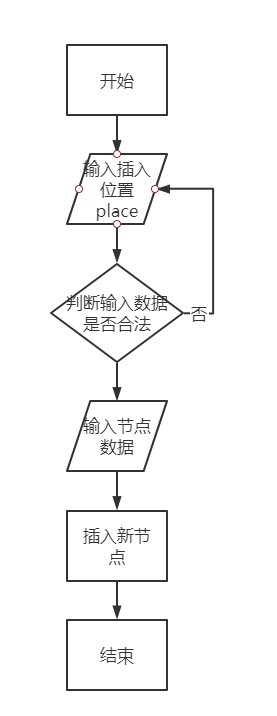 开始
输入插入
位置
place
判断输入数据
是否合法
否
输入节点
数据
插入新节
点
结束